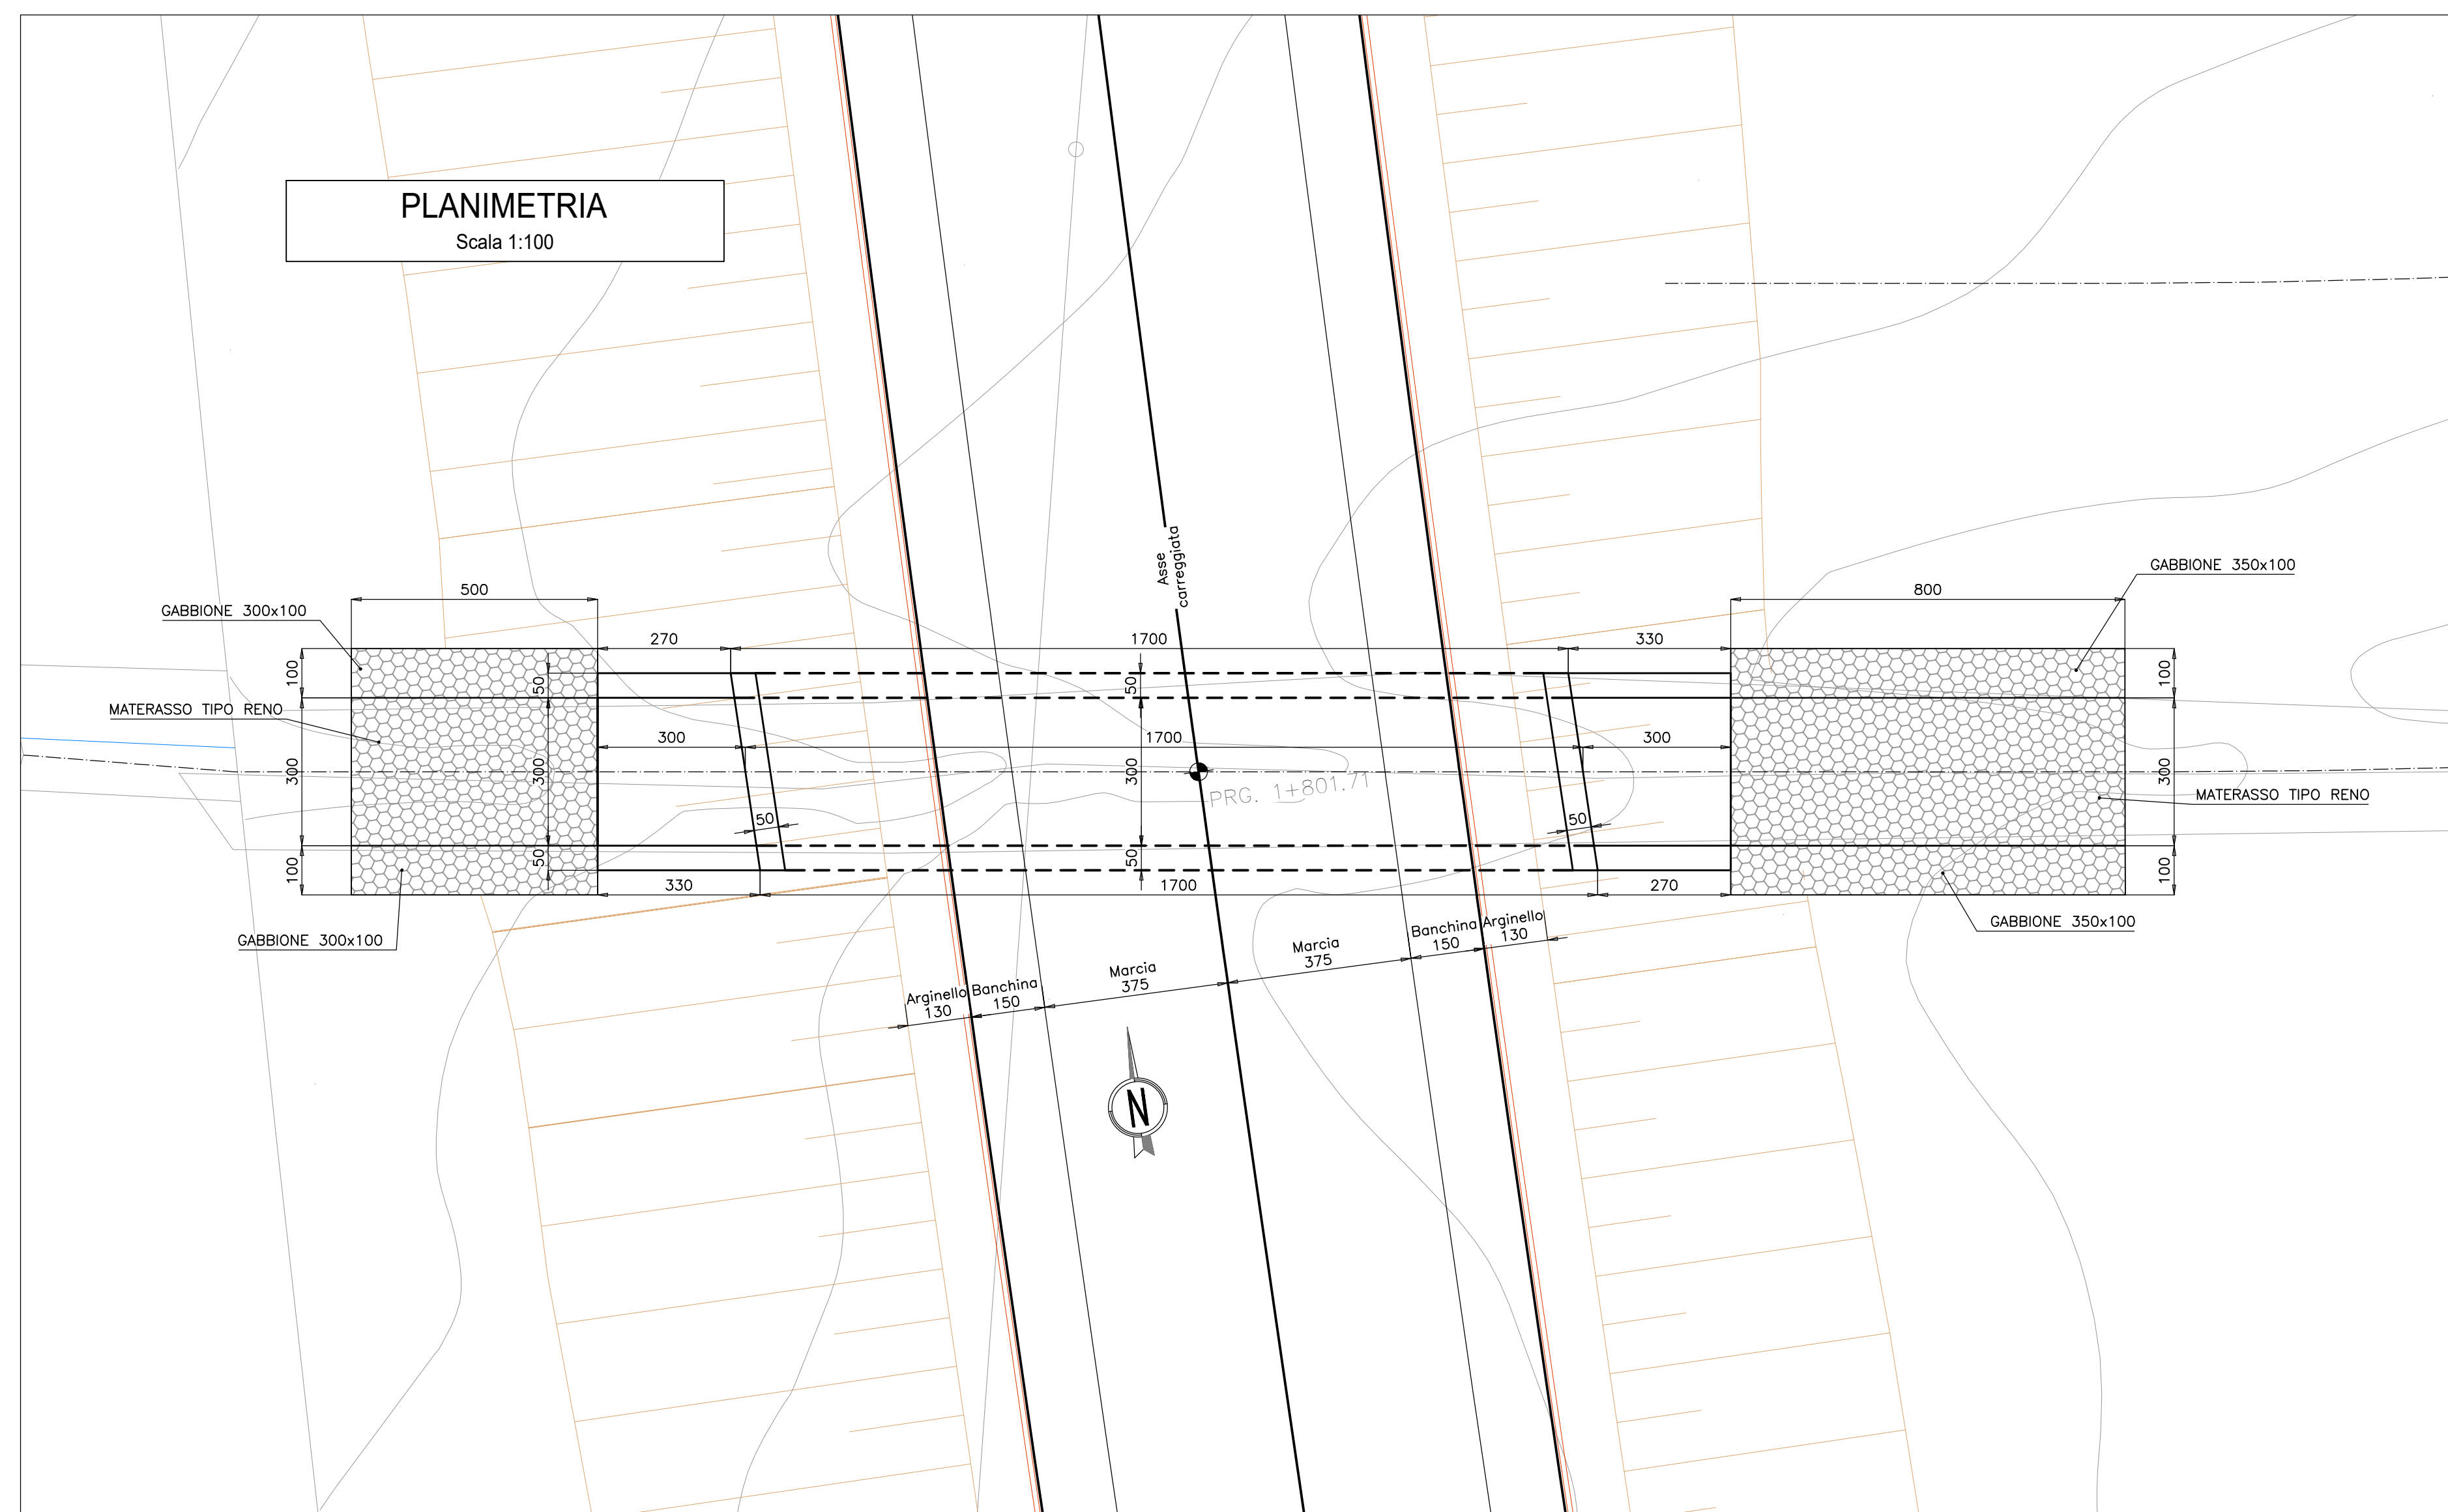 PLANIMETRIA
Scala 1:100
Asse
carreggiata
GABBIONE 350x100
500
800
GABBIONE 300x100
270
1700
330
100
50
50
100
MATERASSO TIPO RENO
300
1700
300
300
300
300
300
PRG. 1+801.71
MATERASSO TIPO RENO
50
50
100
50
50
100
330
1700
270
GABBIONE 300x100
GABBIONE 350x100
Arginello
130
Banchina
150
Marcia
375
Marcia
375
Banchina
150
Arginello
130
N